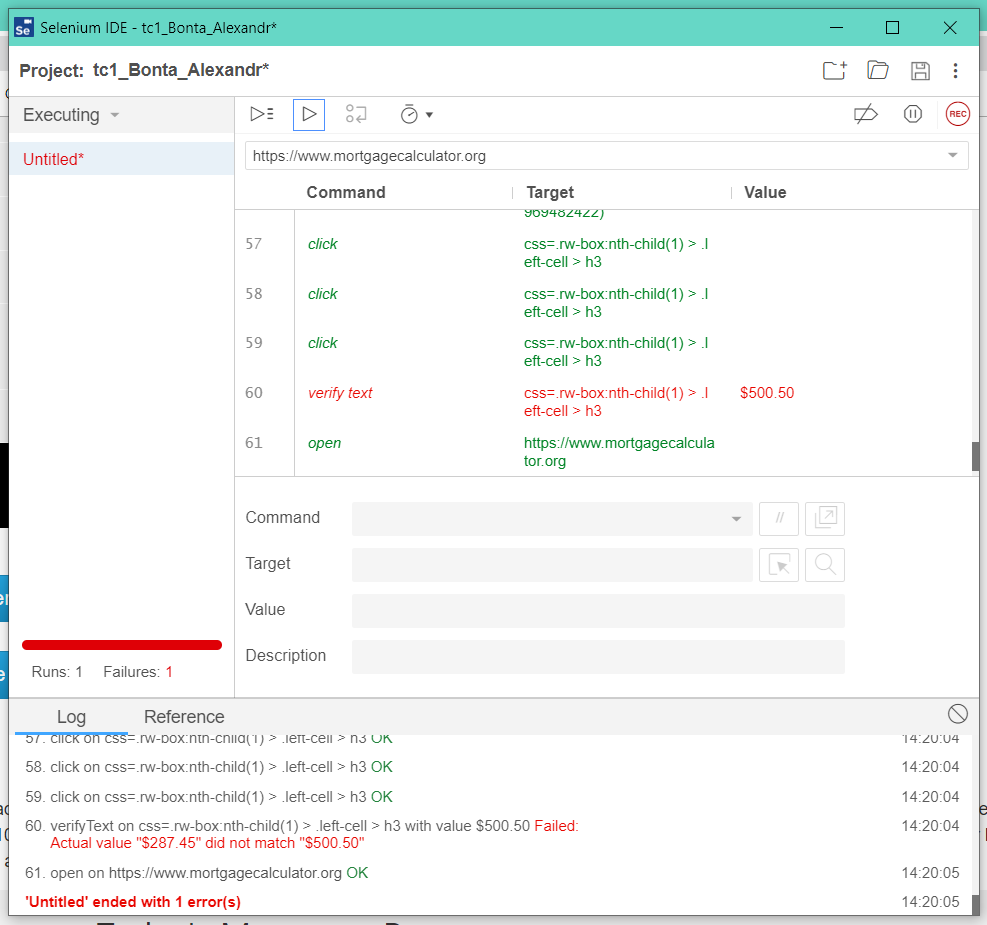 Selenium IDE - tc1_Bonta_Alexandr*
Project: tc1_Bonta_Alexandr*
Executing
Untitled*
REC
https://www.mortgagecalculator.org
Command Target Value
969482422)
57 click css=.rw-box:nth-child(1) > .l
eft-cell > h3
58 click css=.rw-box:nth-child(1) > .l
eft-cell > h3
59 click css=.rw-box:nth-child(1) > .l
eft-cell > h3
60 verify text css=.rw-box:nth-child(1) > .l $500.50
eft-cell > h3
61 open https://www.mortgagecalcula
tor.org
Command //
Target
Value
Description
Runs: 1 Failures: 1
Log Reference
57. click on css=.rw-box:nth-child(1) > .left-cell > h3 OK 14:20:04
58. click on css=.rw-box:nth-child(1) > .left-cell > h3 OK 14:20:04
59. click on css=.rw-box:nth-child(1) > .left-cell > h3 OK 14:20:04
60. verifyText on css=.rw-box:nth-child(1) > .left-cell > h3 with value $500.50 Failed: 14:20:04
Actual value "$287.45" did not match "$500.50"
61. open on https://www.mortgagecalculator.org OK 14:20:05
'Untitled' ended with 1 error(s) 14:20:05